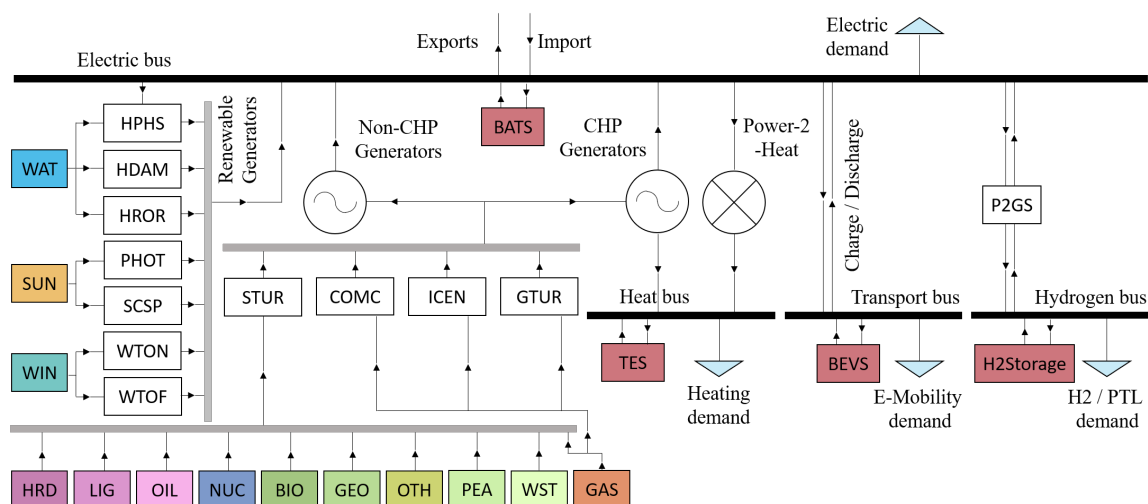 Electric
demand
Exports
Import
Electric bus
HPHS
Renewable
Generators
BATS
Non-CHP
Generators
CHP
Generators
Power-2
-Heat
WAT
HDAM
Charge / Discharge
HROR
P2GS
PHOT
SUN
SCSP
STUR
COMC
ICEN
GTUR
Heat bus
Transport bus
Hydrogen bus
WTON
WIN
WTOF
TES
BEVS
H2Storage
Heating
demand
E-Mobility
demand
H2 / PTL
demand
HRD
LIG
OIL
NUC
BIO
GEO
OTH
PEA
WST
GAS